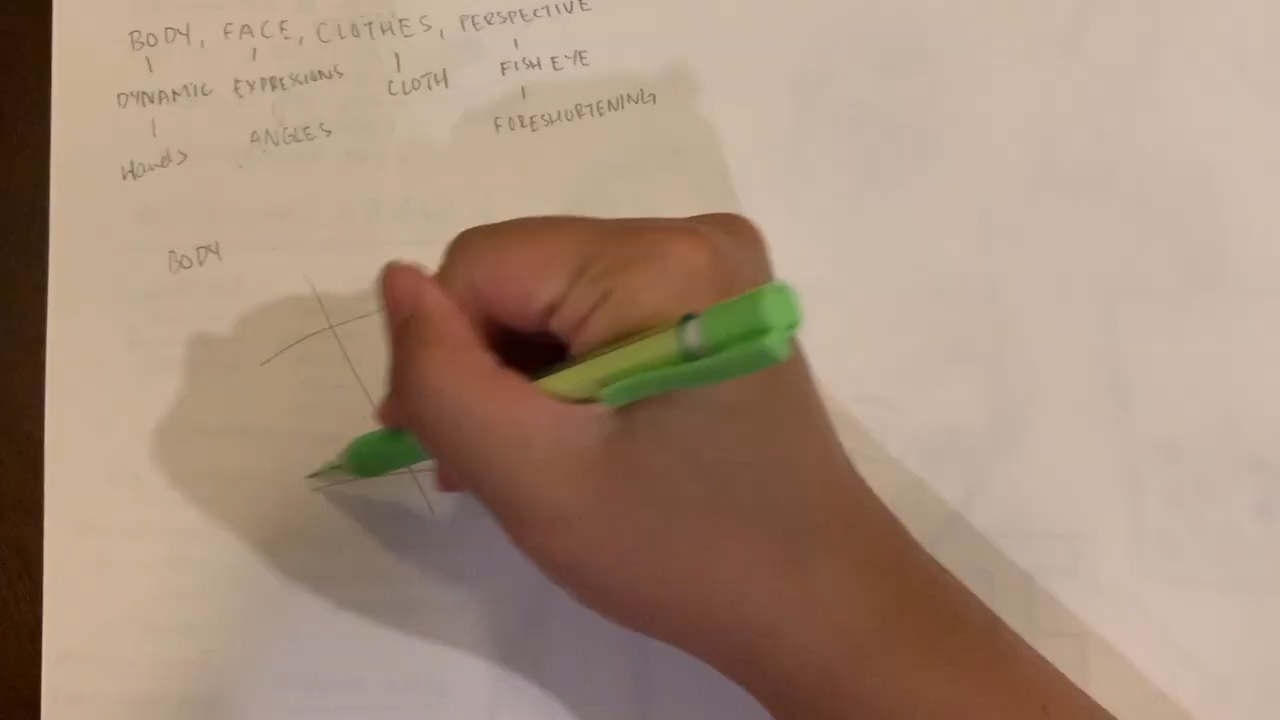 BODY, FACE, CLOTHES, PERSPECTIVE
DYNAMIC EXPRESSIONS CLOTH FISH EYE
Hands ANGLES FORESHORTENING
BODY